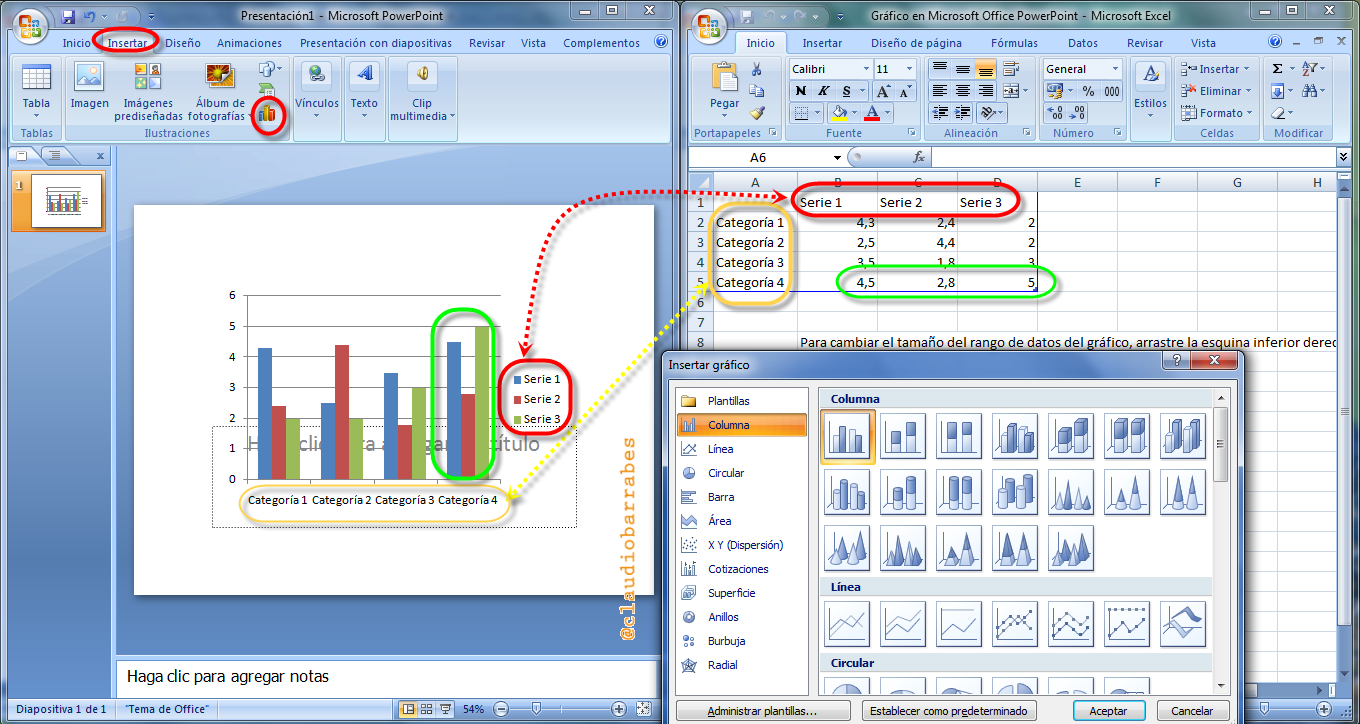 Presentación1 - Microsoft PowerPoint
Inicio Insertar Diseño Animaciones Presentación con diapositivas Revisar Vista Complementos
Tabla
Imagen
Imágenes prediseñadas
Álbum de fotografías
Vínculos
Texto
Clip multimedia
Tablas
Ilustraciones
1
6
5
4
3
2
1
0
Haga clic para agregar título
Serie 1
Serie 2
Serie 3
Categoría 1 Categoría 2 Categoría 3 Categoría 4
@claudiobarrabes
Haga clic para agregar notas
Diapositiva 1 de 1 "Tema de Office" 54%
Gráfico en Microsoft Office PowerPoint - Microsoft Excel
Inicio Insertar Diseño de página Fórmulas Datos Revisar Vista
Pegar
Calibri 11
N K S A A
A
General
% 000
Estilos
Insertar
Eliminar
Formato
Σ
Portapapeles Fuente Alineación Número Celdas Modificar
A6 fx
A B C D E F G H
1 Serie 1 Serie 2 Serie 3
2 Categoría 1 4,3 2,4 2
3 Categoría 2 2,5 4,4 2
4 Categoría 3 3,5 1,8 3
5 Categoría 4 4,5 2,8 5
6
7
8 Para cambiar el tamaño del rango de datos del gráfico, arrastre la esquina inferior derec
Insertar gráfico
Plantillas
Columna
Línea
Circular
Barra
Área
X Y (Dispersión)
Cotizaciones
Superficie
Anillos
Burbuja
Radial
Columna
Línea
Circular
Administrar plantillas... Establecer como predeterminado Aceptar Cancelar